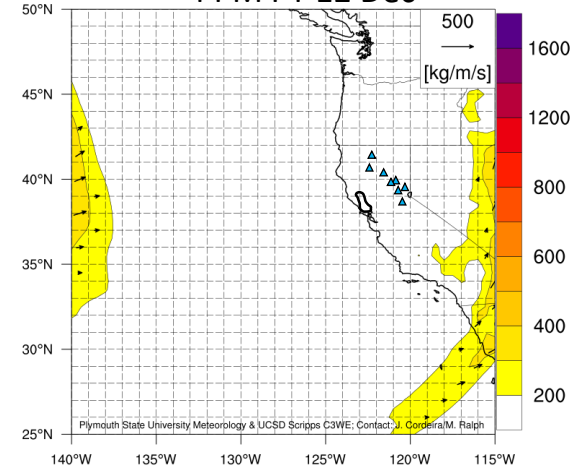 50°N
45°N
40°N
35°N
30°N
25°N
500
[kg/m/s]
1600
1200
800
600
400
200
Plymouth State University Meteorology & UCSD Scripps C3WE; Contact: J. Cordeira/M. Ralph
140°W 135°W 130°W 125°W 120°W 115°W